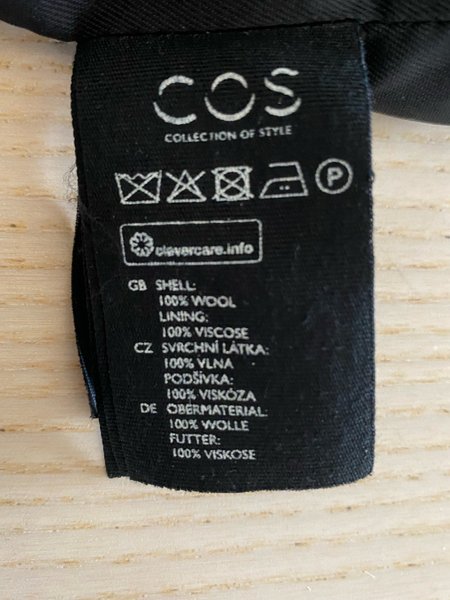 COS
COLLECTION OF STYLE
P
clevercare.info
GB SHELL:
100% WOOL
LINING:
100% VISCOSE
CZ SVRCHNÍ LÁTKA:
100% VLNA
PODŠÍVKA:
100% VISKÓZA
DE OBERMATERIAL:
100% WOLLE
FUTTER:
100% VISKOSE